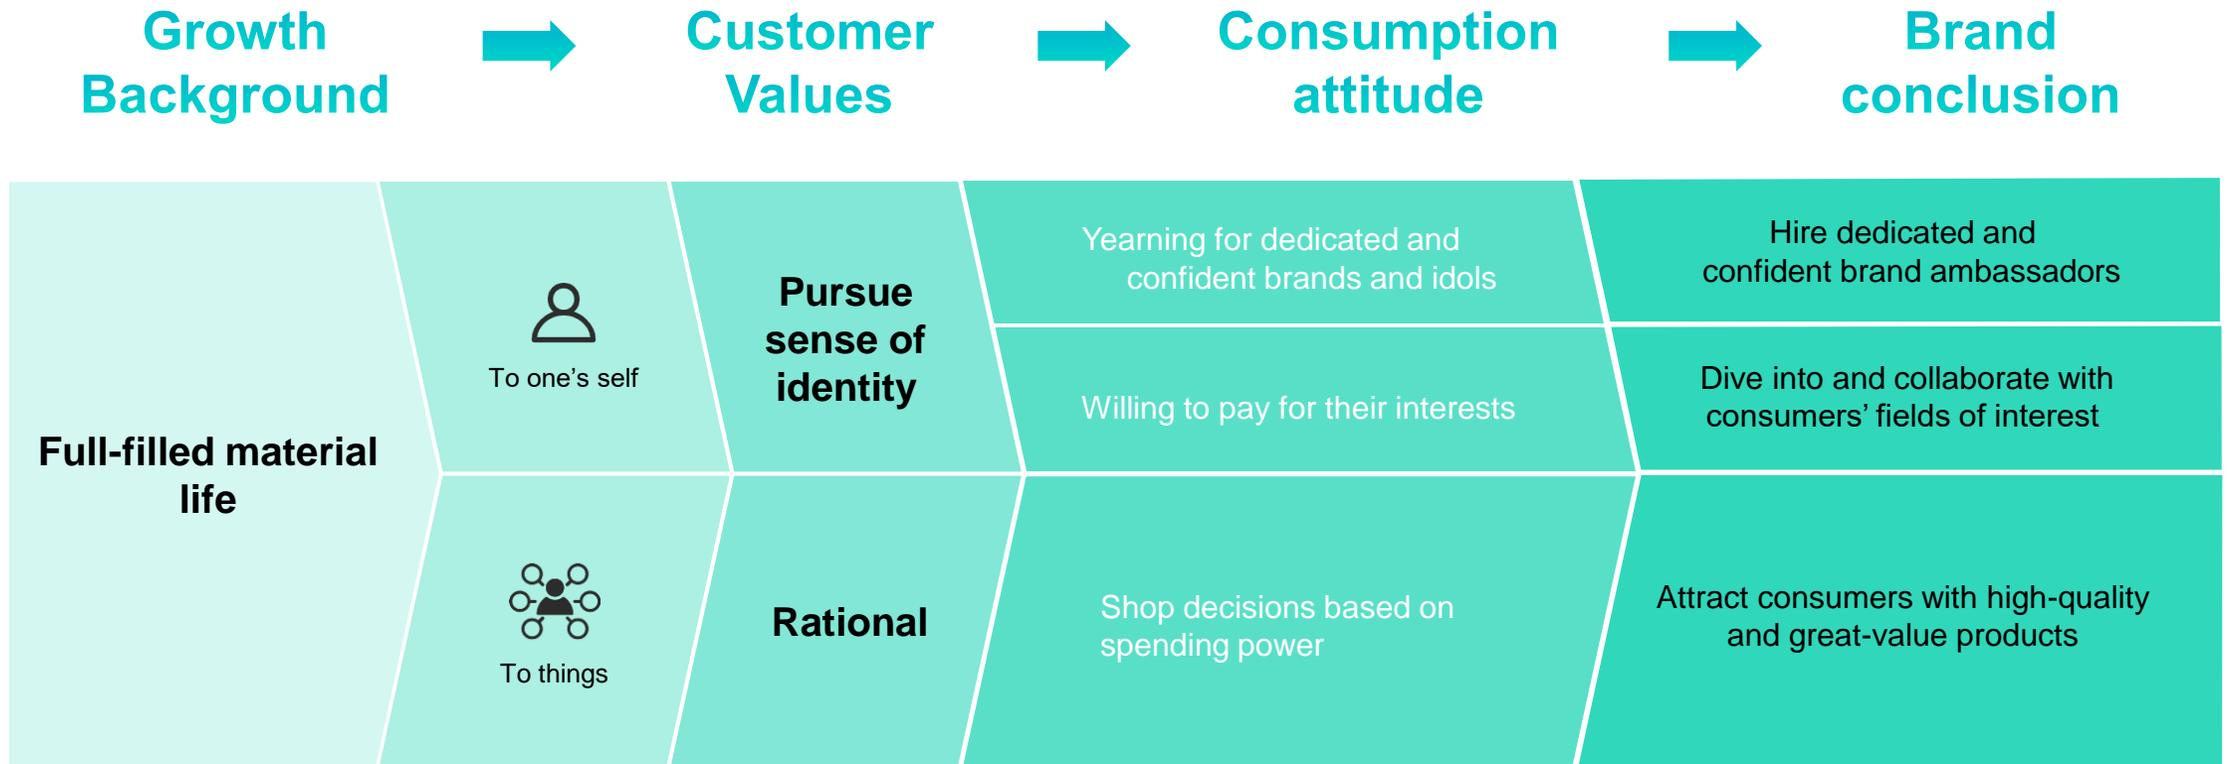 Growth
Background
Customer
Values
Consumption
attitude
Brand
conclusion
Full-filled material
life
To one’s self
Pursue
sense of
identity
Yearning for dedicated and
confident brands and idols
Hire dedicated and
confident brand ambassadors
Willing to pay for their interests
Dive into and collaborate with
consumers’ fields of interest
To things
Rational
Shop decisions based on
spending power
Attract consumers with high-quality
and great-value products